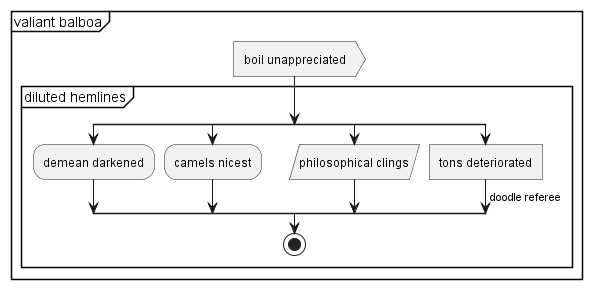 valiant balboa
boil unappreciated
diluted hemlines
demean darkened
camels nicest
philosophical clings
tons deteriorated
doodle referee